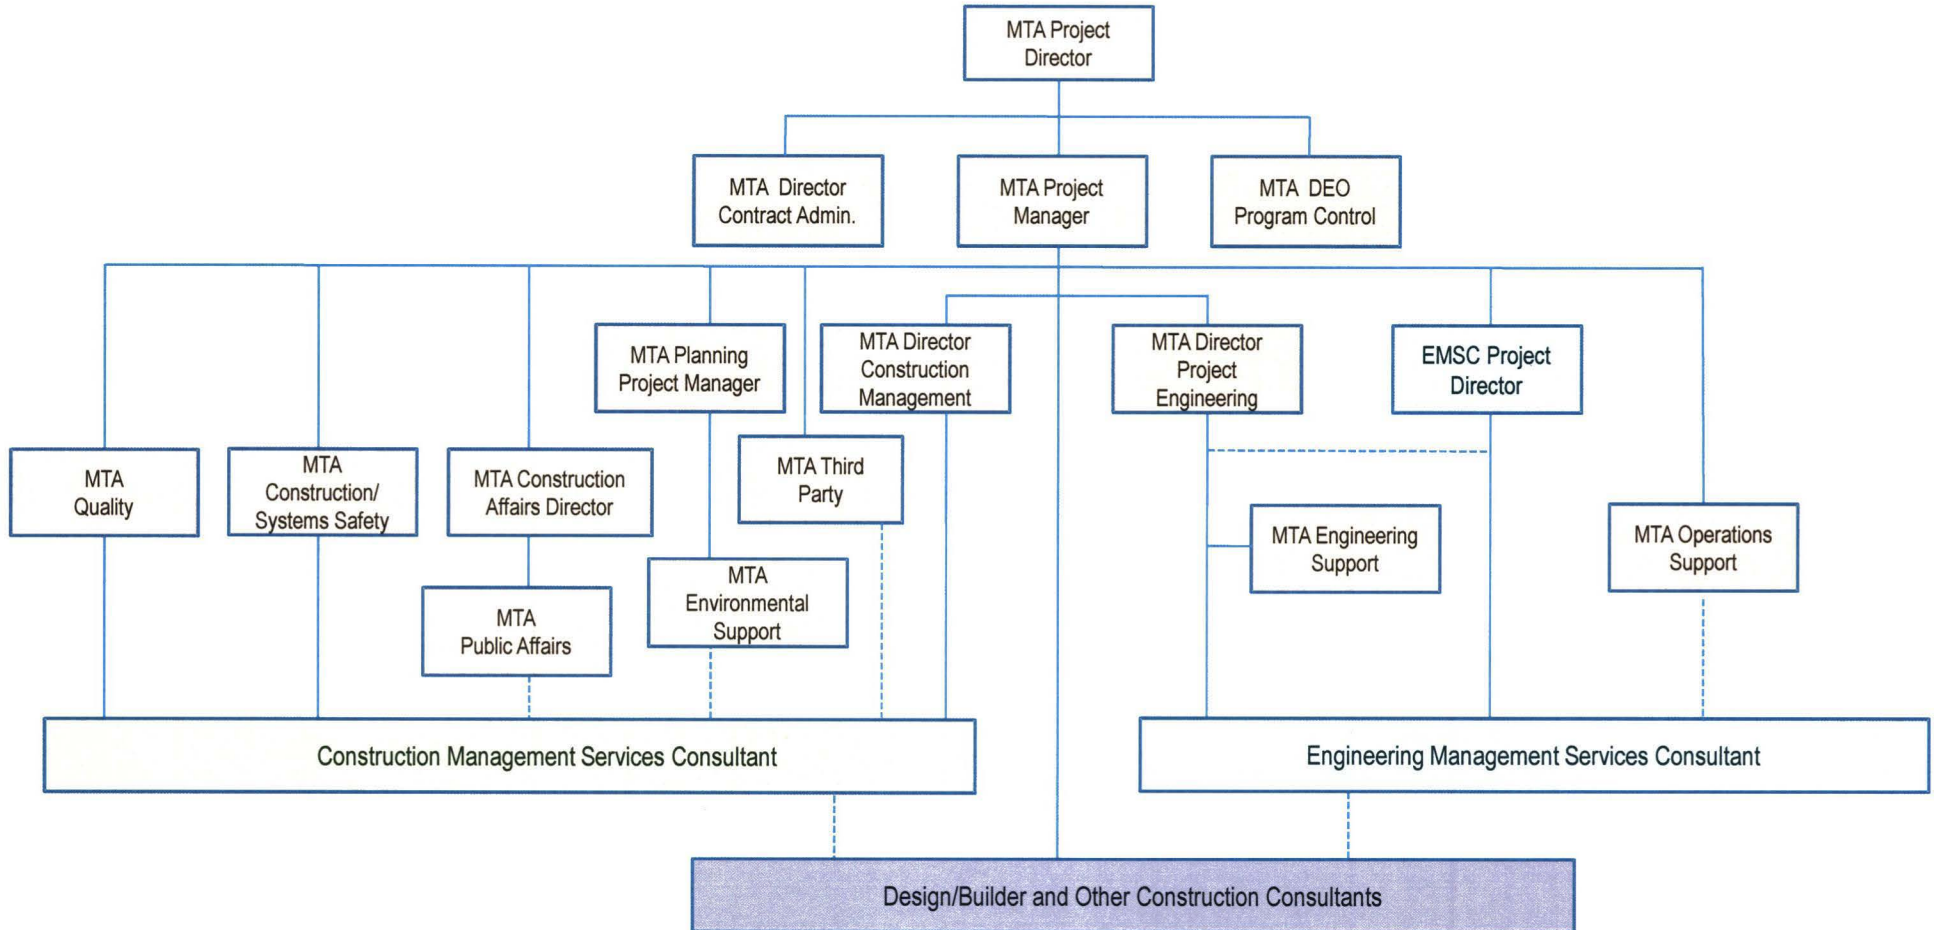 MTA Project
Director
MTA Director
Contract Admin.
MTA Project
Manager
MTA DEO
Program Control
MTA Planning
Project Manager
MTA Director
Construction
Management
MTA Director
Project
Engineering
EMSC Project
Director
MTA
Quality
MTA
Construction/
Systems Safety
MTA Construction
Affairs Director
MTA Third
Party
MTA Engineering
Support
MTA Operations
Support
MTA
Public Affairs
MTA
Environmental
Support
Construction Management Services Consultant
Engineering Management Services Consultant
Design/Builder and Other Construction Consultants